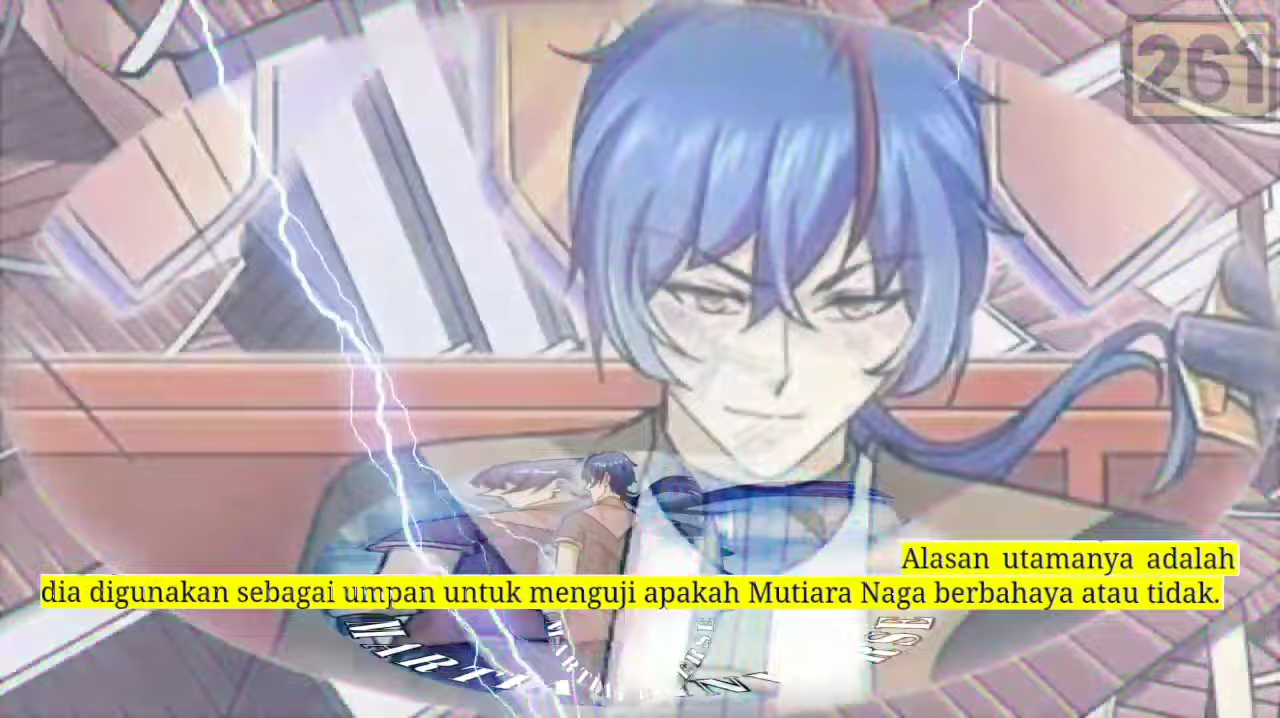 261
Alasan utamanya adalah
dia digunakan sebagai umpan untuk menguji apakah Mutiara Naga berbahaya atau tidak.